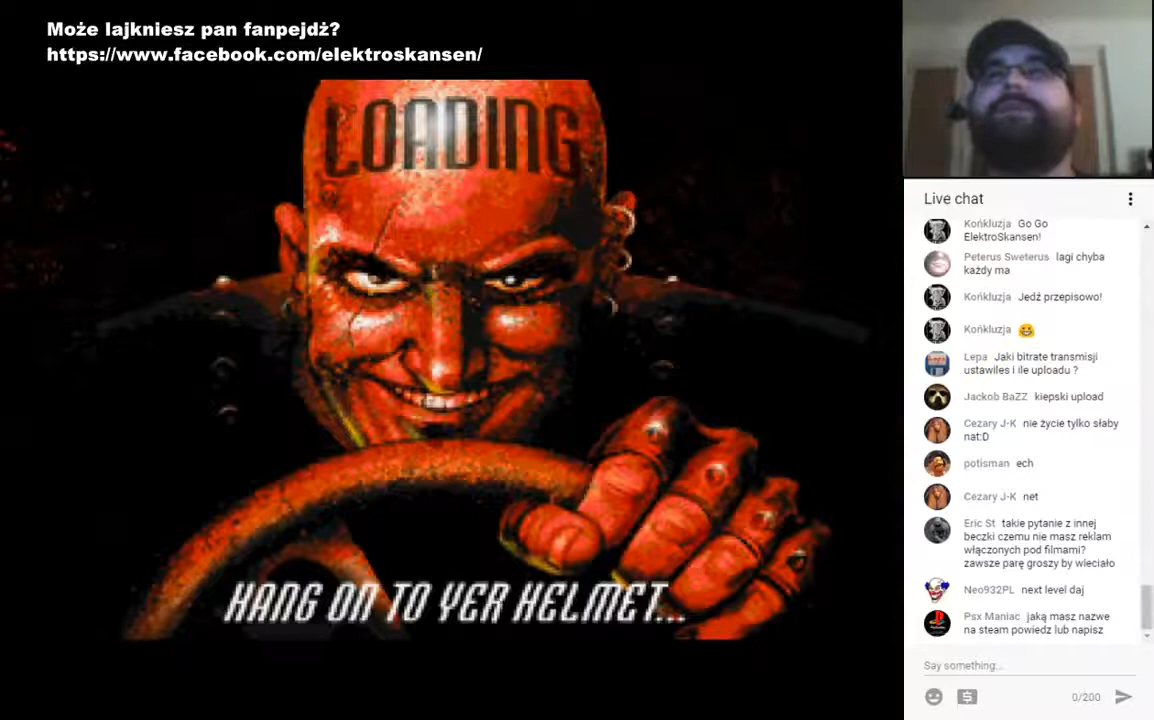 Może lajkniesz pan fanpejdż?
https://www.facebook.com/elektroskansen/
LOADING
HANG ON TO YER HELMET...
Live chat
Końkluzja Go Go
ElektroSkansen!
Peterus Sweterus lagi chyba
każdy ma
Końkluzja Jedź przepisowo!
Końkluzja 😀
Lepa Jaki bitrate transmisji
ustawiles i ile uploadu ?
Jackob BaZZ kiepski upload
Cezary J-K nie życie tylko słaby
nat:D
potisman ech
Cezary J-K net
Eric St takie pytanie z innej
beczki czemu nie masz reklam
włączonych pod filmami?
zawsze parę groszy by wleciało
Neo932PL next level daj
Psx Maniac jaką masz nazwe
na steam powiedz lub napisz
Say something...
0/200